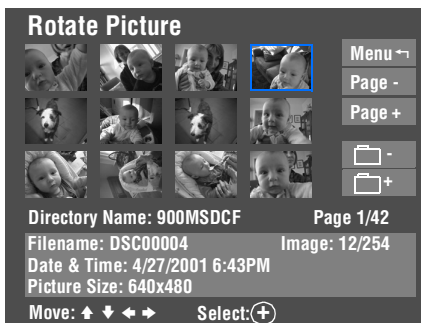 Rotate Picture
Menu
Page -
Page +
-
+
Directory Name: 900MSDCF Page 1/42
Filename: DSC00004 Image: 12/254
Date & Time: 4/27/2001 6:43PM
Picture Size: 640x480
Move: Select: